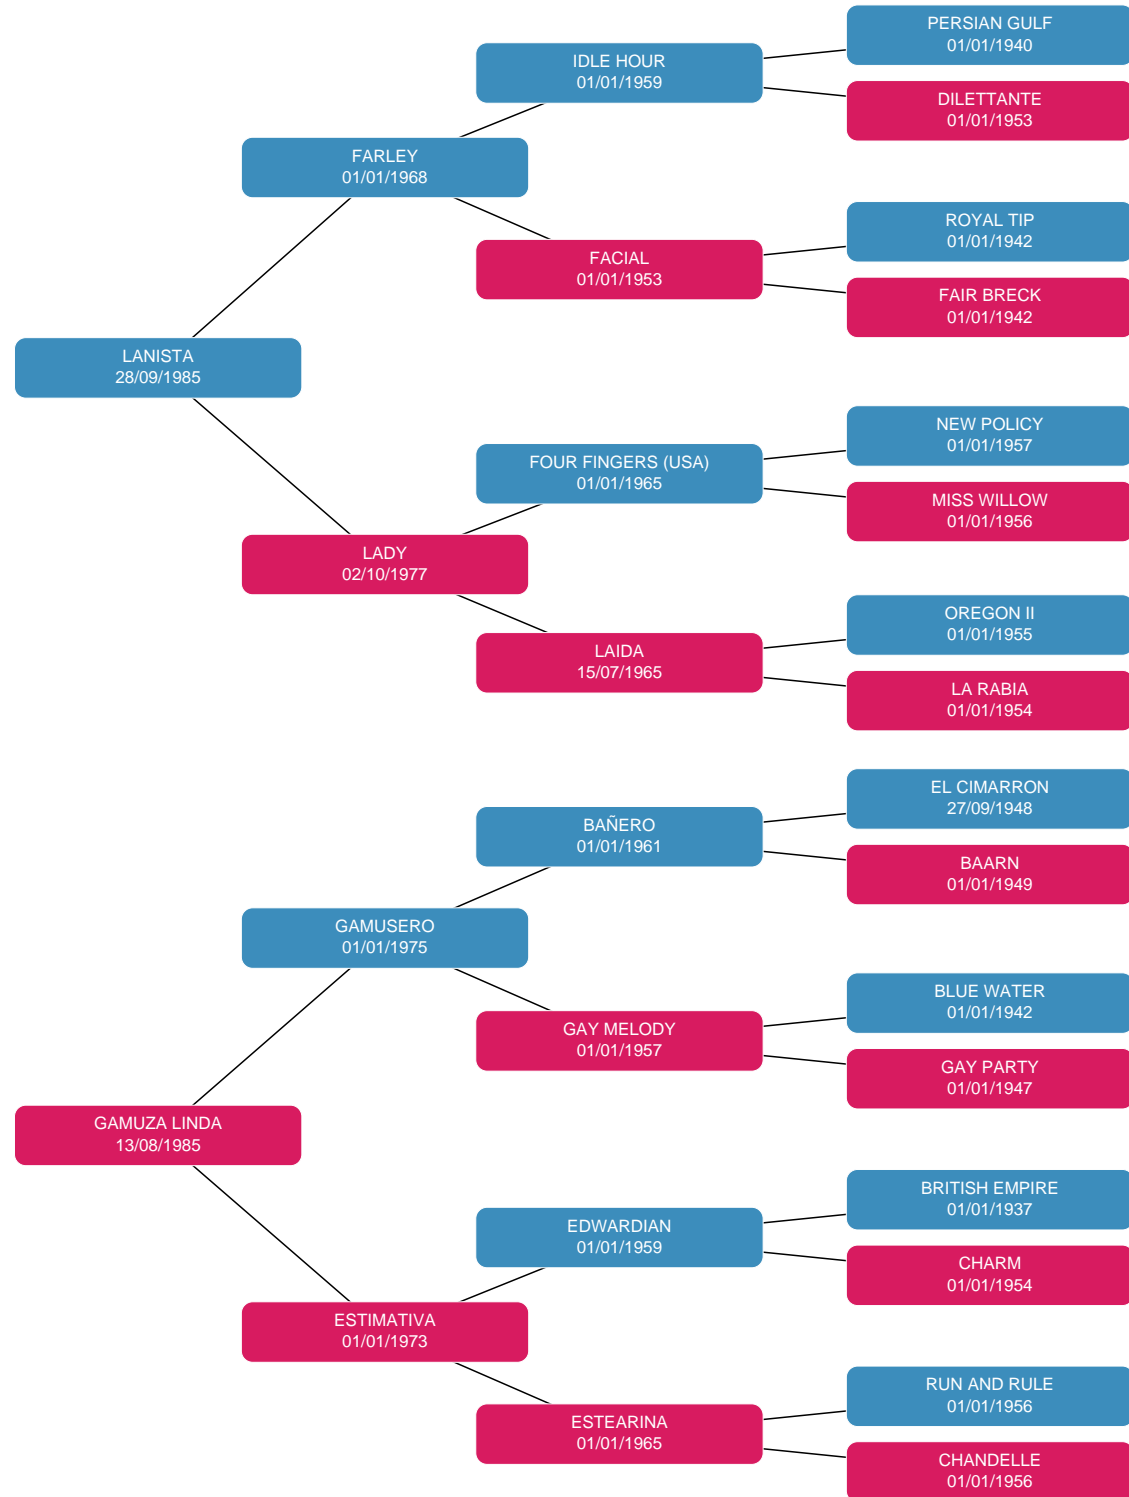 PERSIAN GULF
01/01/1940
IDLE HOUR
01/01/1959
DILETTANTE
01/01/1953
FARLEY
01/01/1968
ROYAL TIP
01/01/1942
FACIAL
01/01/1953
FAIR BRECK
01/01/1942
LANISTA
28/09/1985
NEW POLICY
01/01/1957
FOUR FINGERS (USA)
01/01/1965
MISS WILLOW
01/01/1956
LADY
02/10/1977
OREGON II
01/01/1955
LAIDA
15/07/1965
LA RABIA
01/01/1954
EL CIMARRON
27/09/1948
BAÑERO
01/01/1961
BAARN
01/01/1949
GAMUSERO
01/01/1975
BLUE WATER
01/01/1942
GAY MELODY
01/01/1957
GAY PARTY
01/01/1947
GAMUZA LINDA
13/08/1985
BRITISH EMPIRE
01/01/1937
EDWARDIAN
01/01/1959
CHARM
01/01/1954
ESTIMATIVA
01/01/1973
RUN AND RULE
01/01/1956
ESTEARINA
01/01/1965
CHANDELLE
01/01/1956